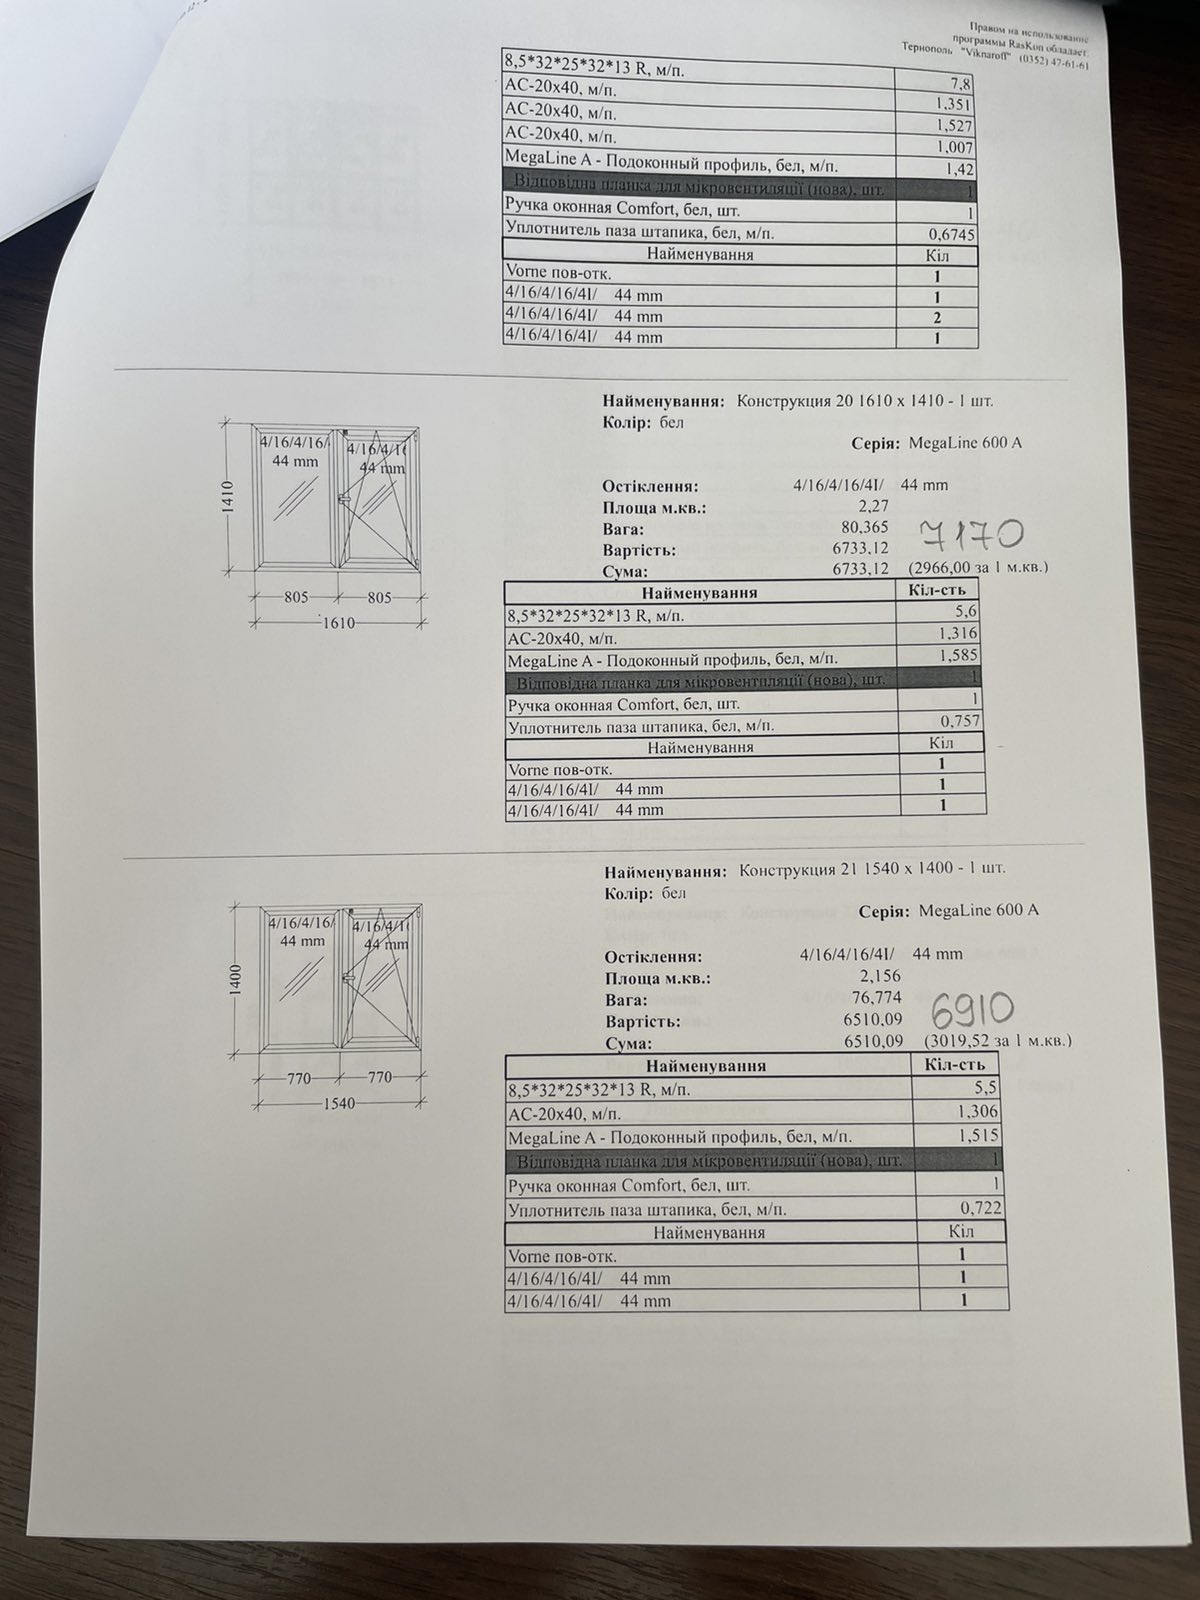 Правом на использование
программы RasKon обладает:
Тернополь "Viknaroff" (0352) 47-61-61
8,5*32*25*32*13 R, м/п. 7,8
АС-20х40, м/п. 1,351
АС-20х40, м/п. 1,527
АС-20х40, м/п. 1,007
MegaLine A - Подоконный профиль, бел, м/п. 1,42
Відповідна планка для мікровентиляції (нова), шт. 1
Ручка оконная Comfort, бел, шт. 1
Уплотнитель паза штапика, бел, м/п. 0,6745
Найменування Кіл
Vorne пов-отк. 1
4/16/4/16/4I/ 44 mm 1
4/16/4/16/4I/ 44 mm 2
4/16/4/16/4I/ 44 mm 1
Найменування: Конструкция 20 1610 х 1410 - 1 шт.
Колір: бел
Серія: MegaLine 600 A
4/16/4/16/
44 mm
4/16/4/16
44 mm
1410
805
805
1610
Остіклення: 4/16/4/16/4I/ 44 mm
Площа м.кв.: 2,27
Вага: 80,365
7170
Вартість: 6733,12
Сума: 6733,12 (2966,00 за 1 м.кв.)
Найменування Кіл-сть
8,5*32*25*32*13 R, м/п. 5,6
АС-20х40, м/п. 1,316
MegaLine A - Подоконный профиль, бел, м/п. 1,585
Відповідна планка для мікровентиляції (нова), шт. 1
Ручка оконная Comfort, бел, шт. 1
Уплотнитель паза штапика, бел, м/п. 0,757
Найменування Кіл
Vorne пов-отк. 1
4/16/4/16/4I/ 44 mm 1
4/16/4/16/4I/ 44 mm 1
Найменування: Конструкция 21 1540 х 1400 - 1 шт.
Колір: бел
Серія: MegaLine 600 A
4/16/4/16/
44 mm
4/16/4/16
44 mm
1400
770
770
1540
Остіклення: 4/16/4/16/4I/ 44 mm
Площа м.кв.: 2,156
Вага: 76,774
6910
Вартість: 6510,09
Сума: 6510,09 (3019,52 за 1 м.кв.)
Найменування Кіл-сть
8,5*32*25*32*13 R, м/п. 5,5
АС-20х40, м/п. 1,306
MegaLine A - Подоконный профиль, бел, м/п. 1,515
Відповідна планка для мікровентиляції (нова), шт. 1
Ручка оконная Comfort, бел, шт. 1
Уплотнитель паза штапика, бел, м/п. 0,722
Найменування Кіл
Vorne пов-отк. 1
4/16/4/16/4I/ 44 mm 1
4/16/4/16/4I/ 44 mm 1